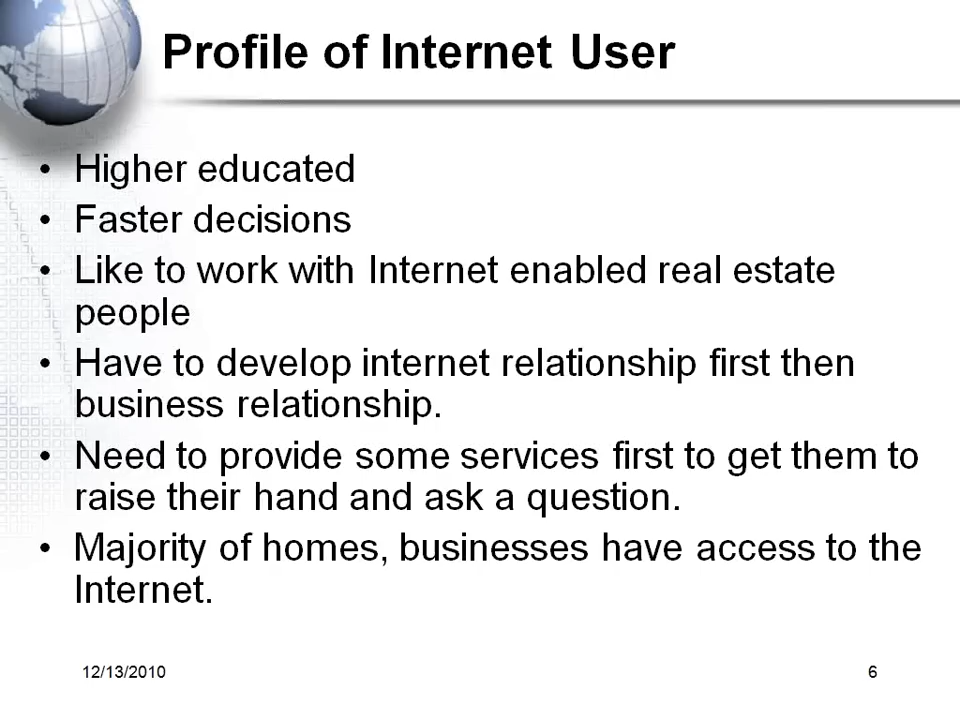 Profile of Internet User
• Higher educated
• Faster decisions
• Like to work with Internet enabled real estate
people
• Have to develop internet relationship first then
business relationship.
• Need to provide some services first to get them to
raise their hand and ask a question.
• Majority of homes, businesses have access to the
Internet.
12/13/2010 6